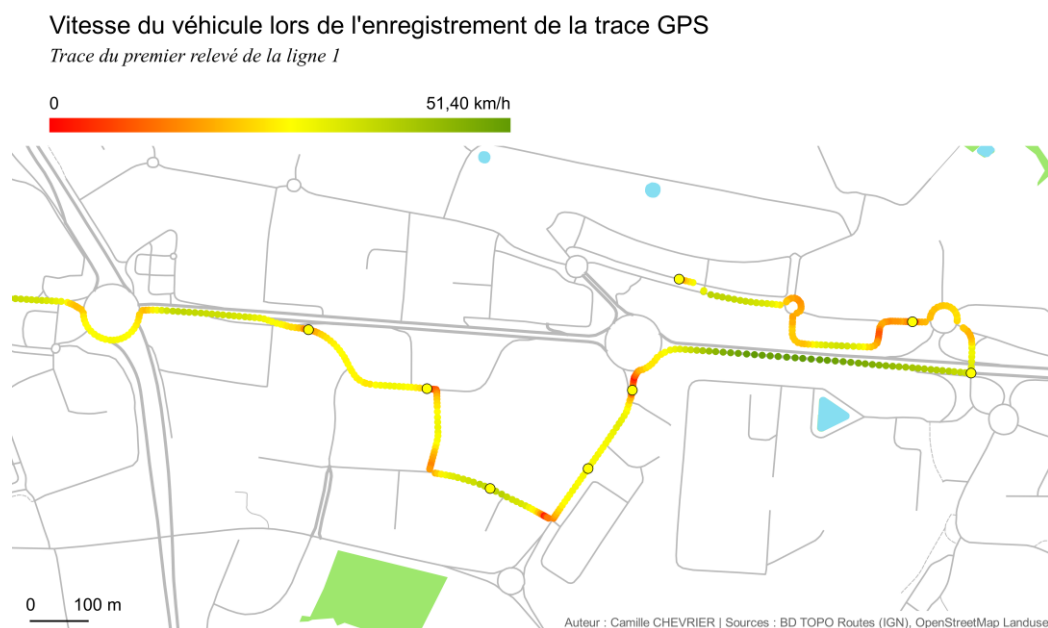 Vitesse du véhicule lors de l'enregistrement de la trace GPS
Trace du premier relevé de la ligne 1
0 51,40 km/h
0 100 m
Auteur : Camille CHEVRIER | Sources : BD TOPO Routes (IGN), OpenStreetMap Landuse